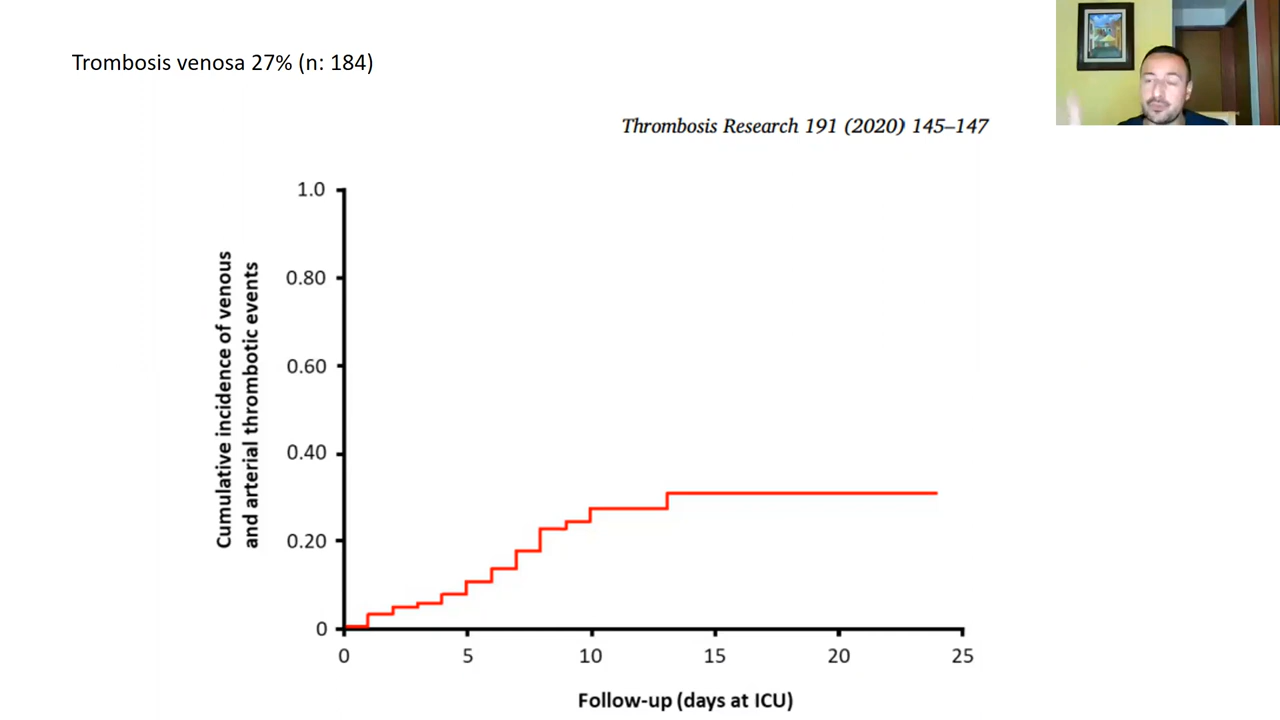 Trombosis venosa 27% (n: 184)
Thrombosis Research 191 (2020) 145–147
Cumulative incidence of venous
and arterial thrombotic events
1.0
0.80
0.60
0.40
0.20
0
0 5 10 15 20 25
Follow-up (days at ICU)